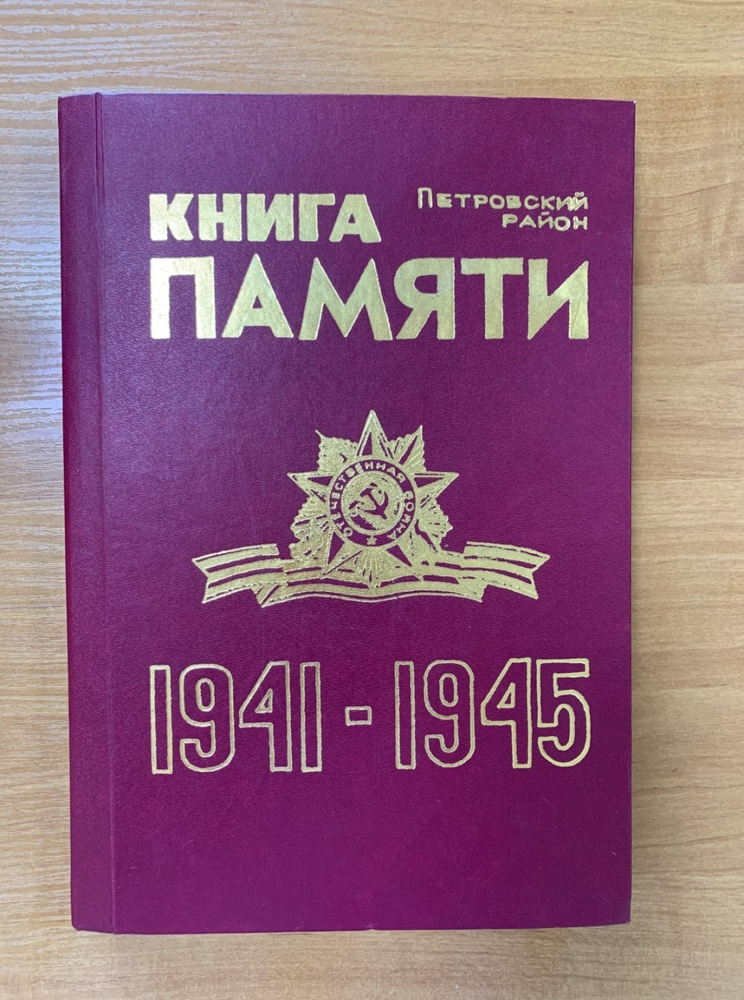 КНИГА
ПЕТРОВСКИЙ
РАЙОН
ПАМЯТИ
ОТЕЧЕСТВЕННАЯ ВОЙНА
1941-1945